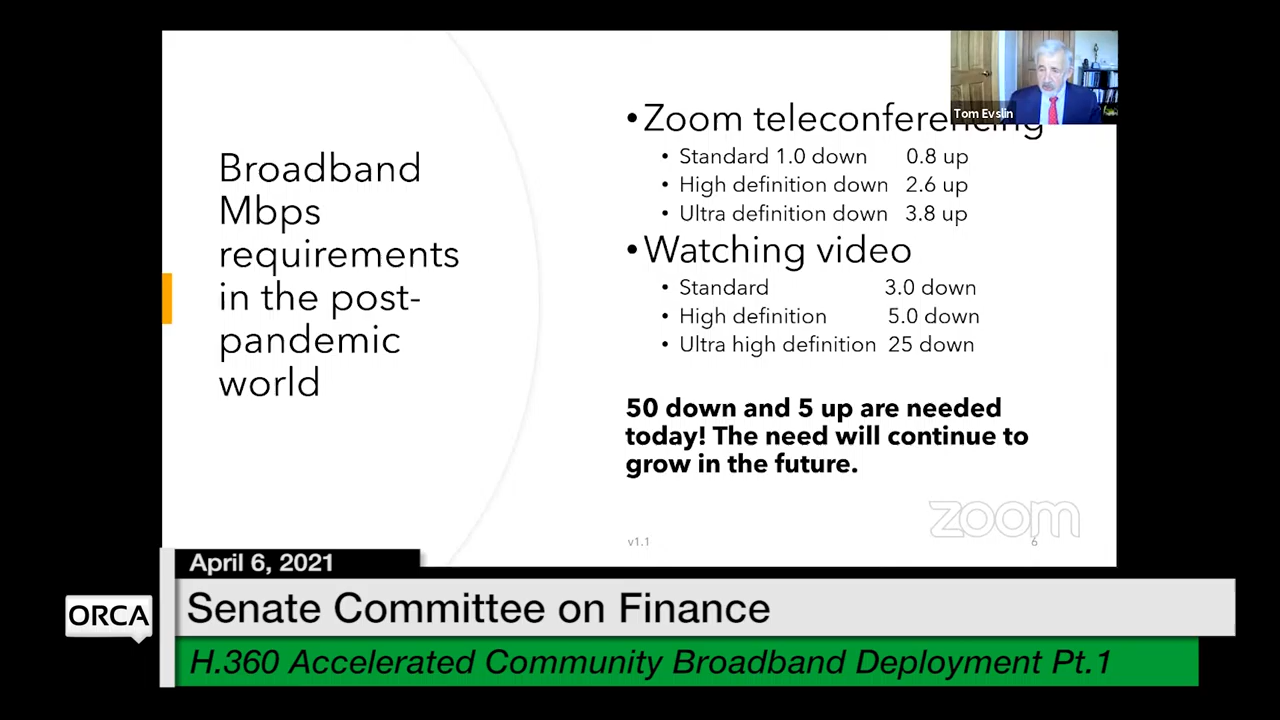 Broadband
Mbps
requirements
in the post-
pandemic
world
•Zoom teleconferencing
• Standard 1.0 down 0.8 up
• High definition down 2.6 up
• Ultra definition down 3.8 up
•Watching video
• Standard 3.0 down
• High definition 5.0 down
• Ultra high definition 25 down
50 down and 5 up are needed
today! The need will continue to
grow in the future.
Tom Evslin
zoom
v1.1 6
April 6, 2021
ORCA
Senate Committee on Finance
H.360 Accelerated Community Broadband Deployment Pt.1